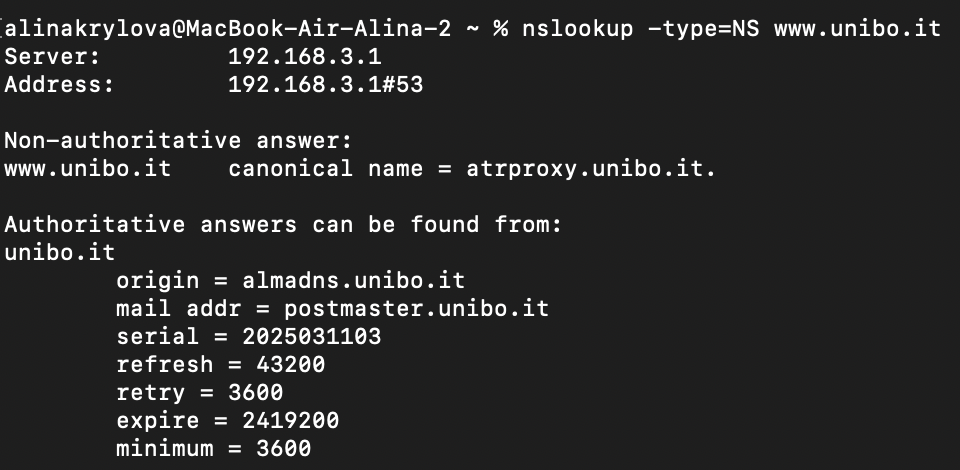 alinakrylova@MacBook-Air-Alina-2 ~ % nslookup -type=NS www.unibo.it
Server: 192.168.3.1
Address: 192.168.3.1#53
Non-authoritative answer:
www.unibo.it canonical name = atrproxy.unibo.it.
Authoritative answers can be found from:
unibo.it
origin = almadns.unibo.it
mail addr = postmaster.unibo.it
serial = 2025031103
refresh = 43200
retry = 3600
expire = 2419200
minimum = 3600